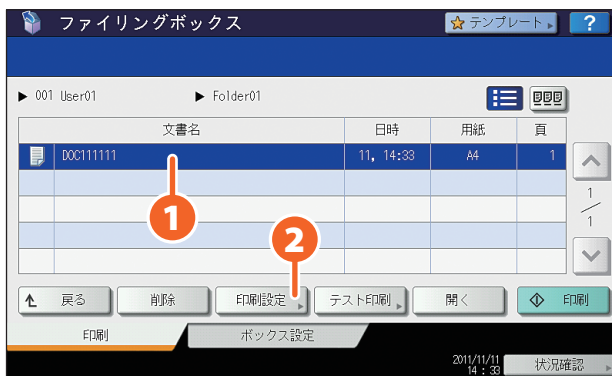 ファイリングボックス テンプレート ?
▶ 001 User01 ▶ Folder01
文書名 日時 用紙 頁
DOC111111 11, 14:33 A4 1
1
1
1
2
戻る 削除 印刷設定 テスト印刷 開く 印刷
印刷 ボックス設定
2011/11/11
14 : 33
状況確認